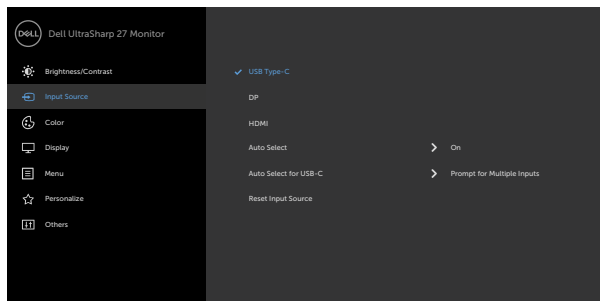 DELL Dell UltraSharp 27 Monitor
Brightness/Contrast
USB Type-C
Input Source
DP
Color
HDMI
Display
Auto Select
On
Menu
Auto Select for USB-C
Prompt for Multiple Inputs
Personalize
Reset Input Source
Others